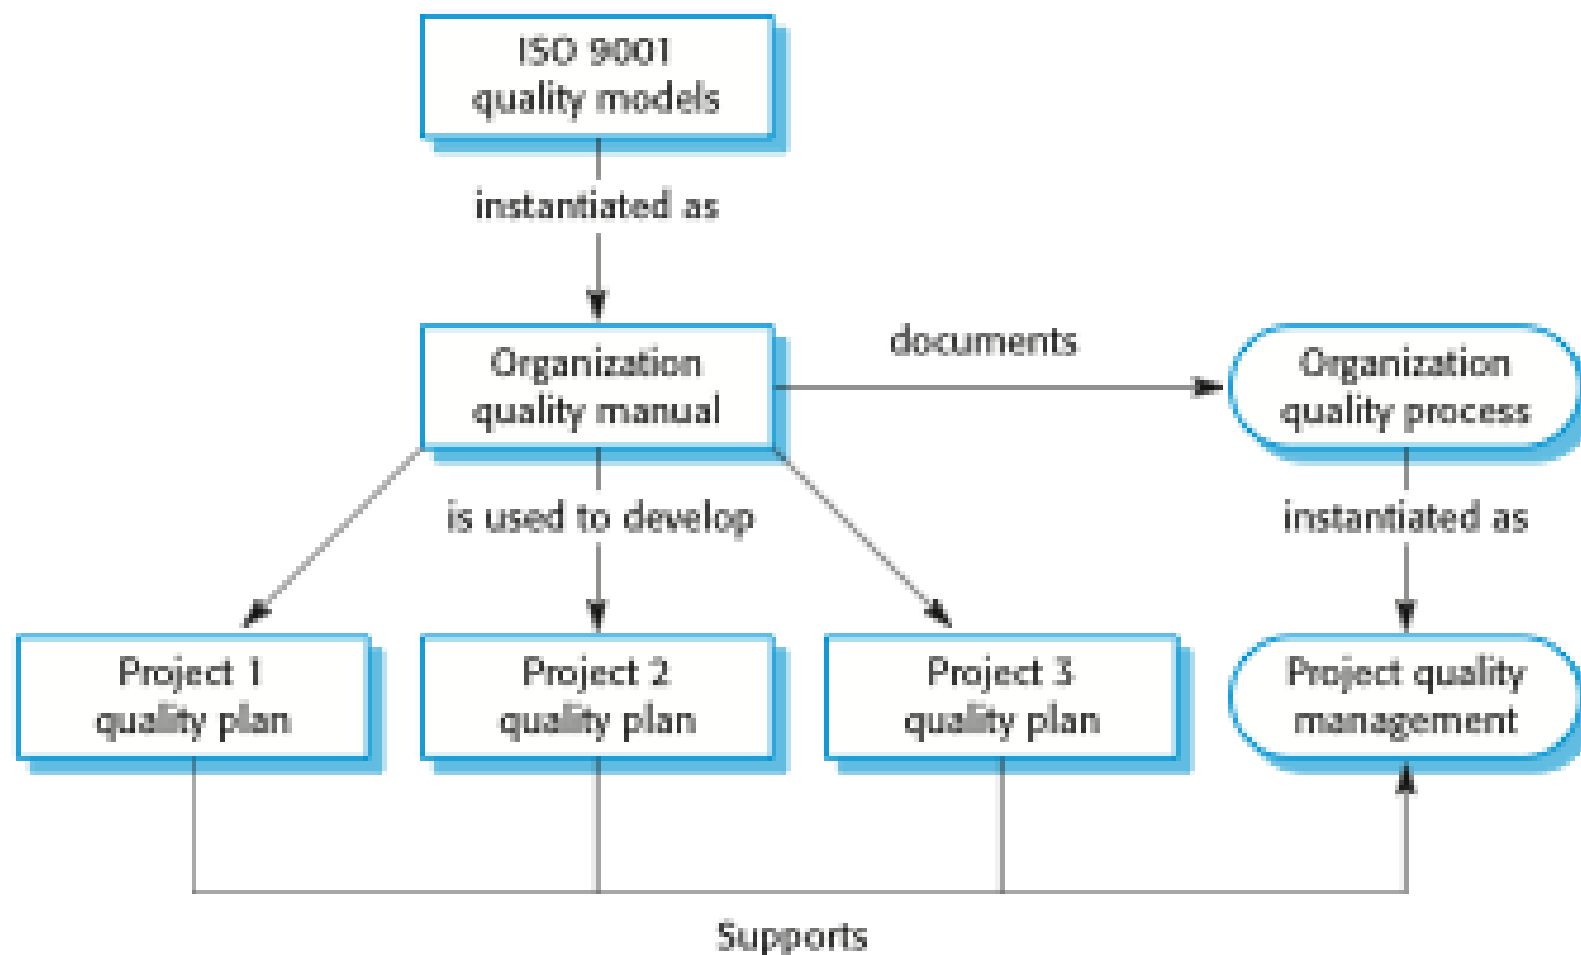 ISO 9001
quality models
instantiated as
Organization
quality manual
documents
Organization
quality process
is used to develop
instantiated as
Project 1
quality plan
Project 2
quality plan
Project 3
quality plan
Project quality
management
Supports